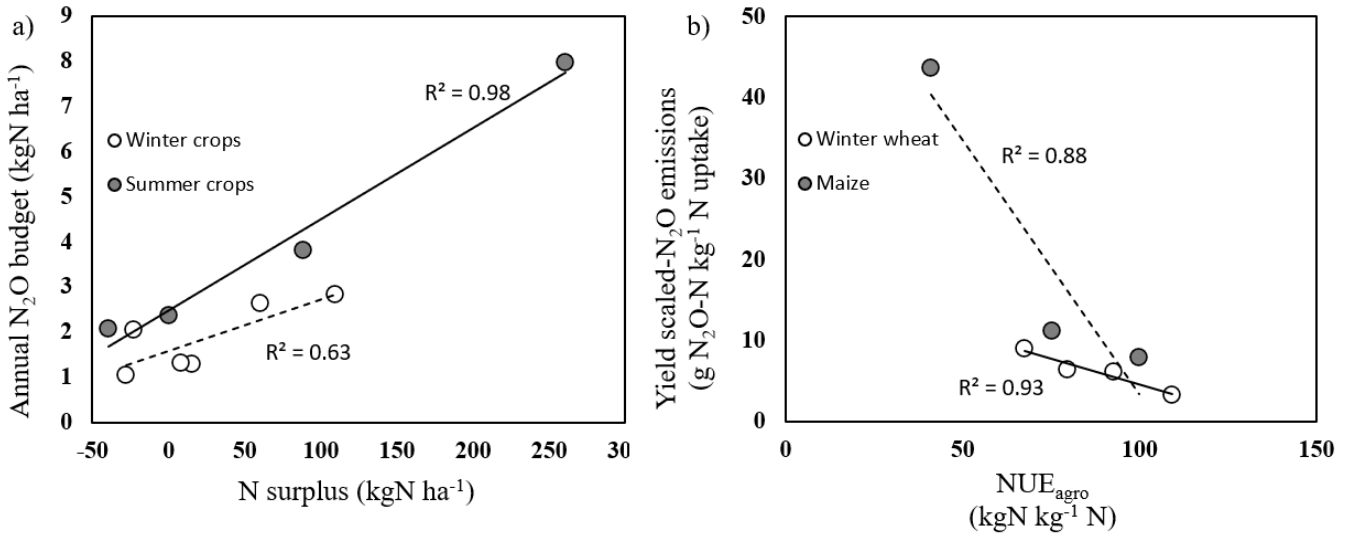 a)
Annual N₂O budget (kgN ha⁻¹)
9
8
7
6
5
4
3
2
1
0
R² = 0.98
Winter crops
Summer crops
R² = 0.63
-50 0 50 100 150 200 250 30
N surplus (kgN ha⁻¹)
b)
Yield scaled-N₂O emissions
(g N₂O-N kg⁻¹ N uptake)
50
40
30
20
10
0
Winter wheat
R² = 0.88
Maize
R² = 0.93
0 50 100 150
NUEagro
(kgN kg⁻¹ N)